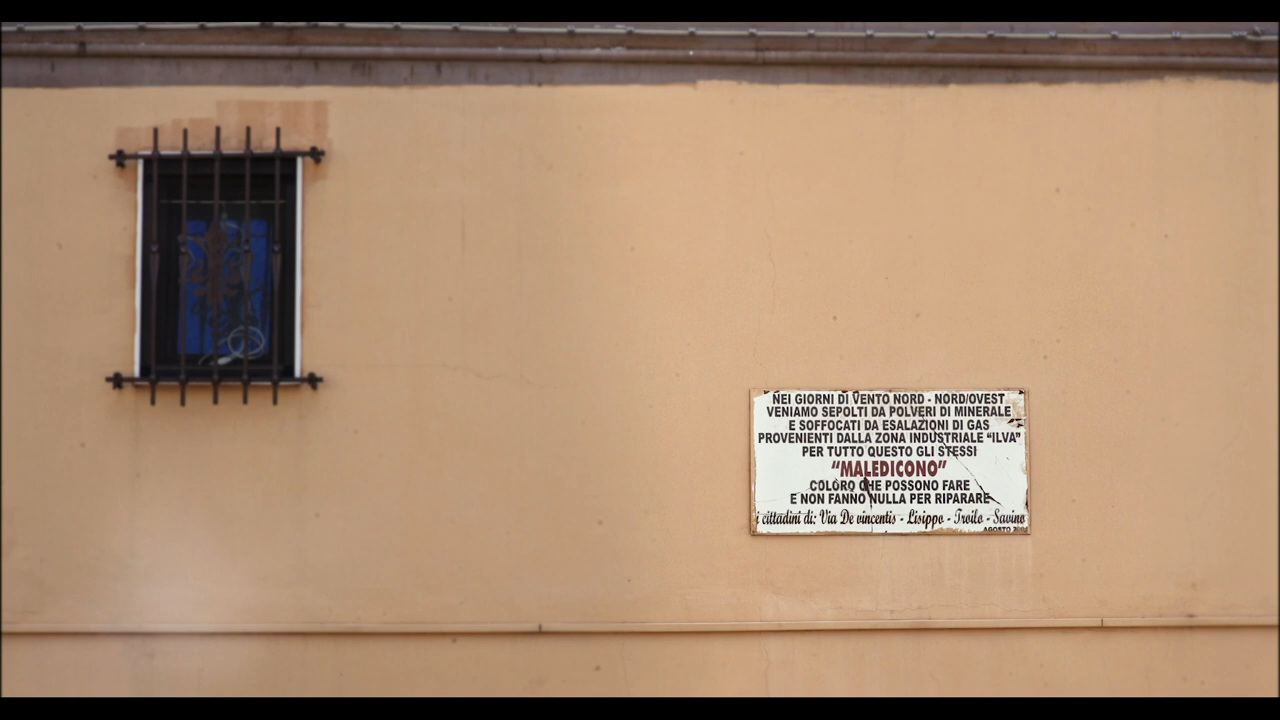 NEI GIORNI DI VENTO NORD - NORD/OVEST
VENIAMO SEPOLTI DA POLVERI DI MINERALE
E SOFFOCATI DA ESALAZIONI DI GAS
PROVENIENTI DALLA ZONA INDUSTRIALE “ILVA”
PER TUTTO QUESTO GLI STESSI
“MALEDICONO”
COLORO CHE POSSONO FARE
E NON FANNO NULLA PER RIPARARE
i cittadini di: Via De vincentis - Lisippo - Troilo - Savino
AGOSTO